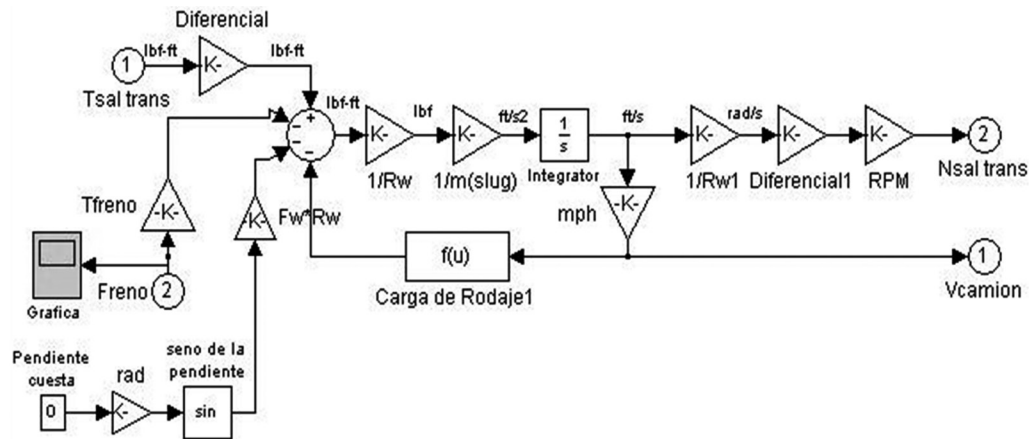 Diferencial
lbf-ft
lbf-ft
1
K-
Tsal trans
lbf-ft
lbf
ft/s2
ft/s
rad/s
+
-
-
-
K-
K-
1
s
K-
K-
K-
2
1/Rw
1/m(slug)
Integrator
1/Rw1
Diferencial1
RPM
Nsal trans
Tfreno
-K-
-K-
Fw*Rw
mph
-K-
f(u)
1
Grafica
Freno
2
Carga de Rodaje1
Vcamion
Pendiente
cuesta
rad
seno de la
pendiente
0
K-
sin